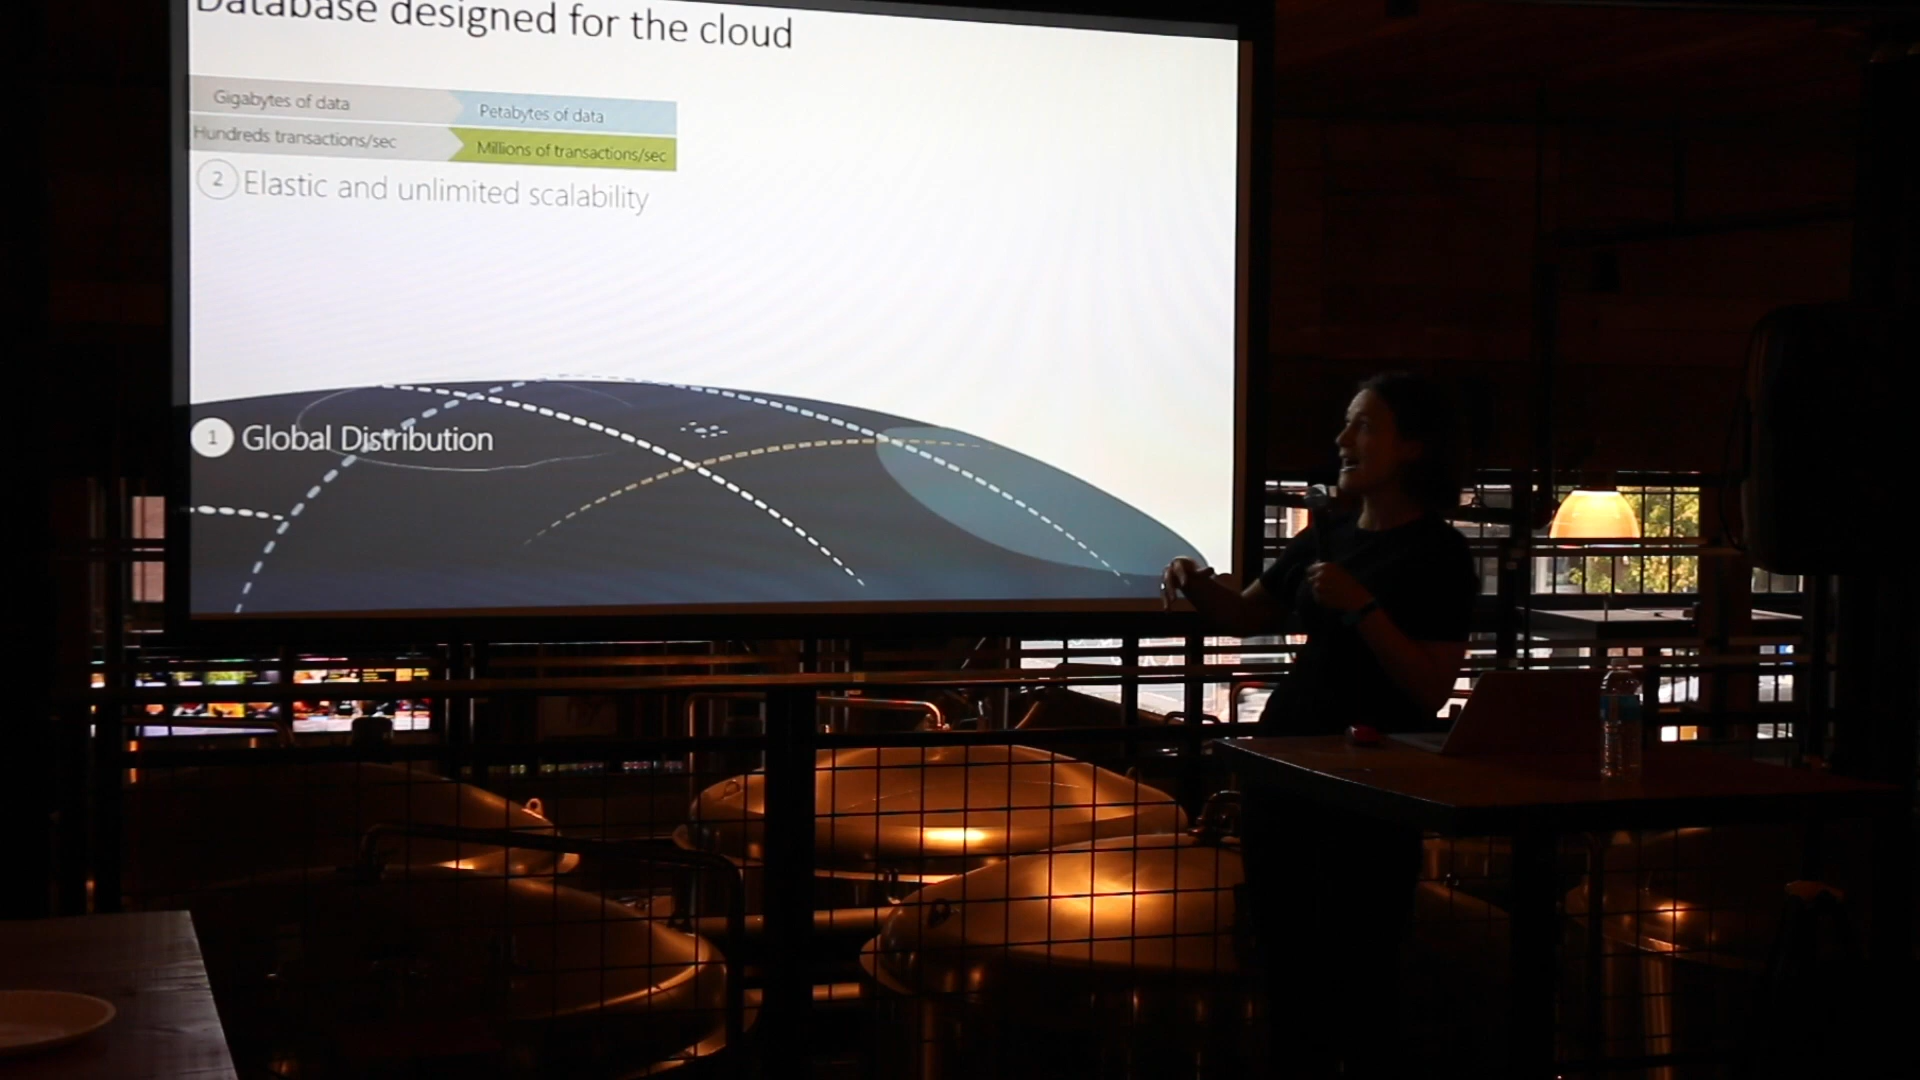 Database designed for the cloud
Gigabytes of data
Petabytes of data
Hundreds transactions/sec
Millions of transactions/sec
2 Elastic and unlimited scalability
1 Global Distribution